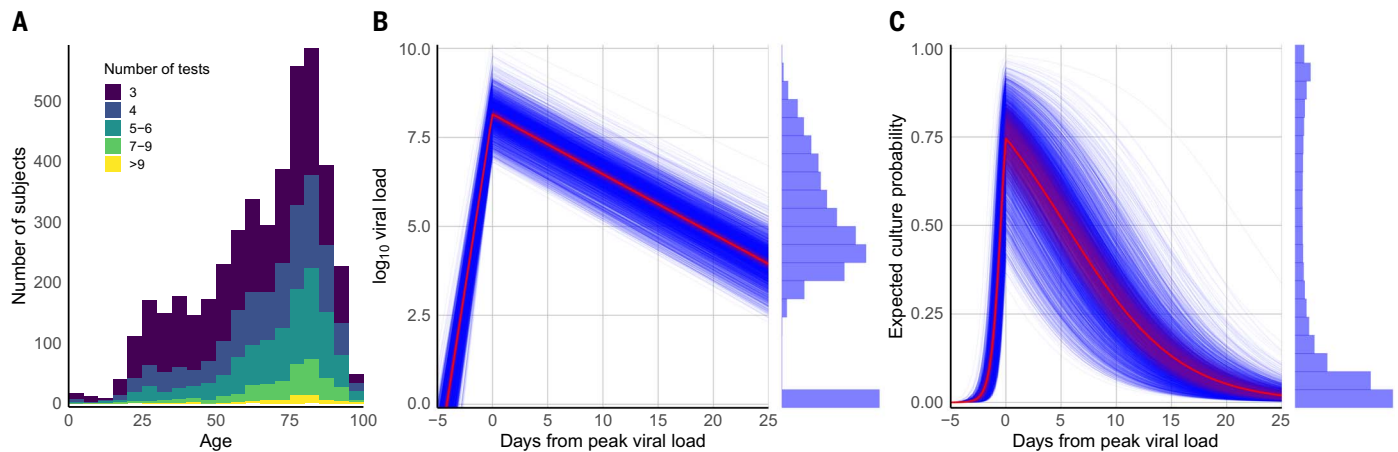 A
Number of subjects
500
400
300
200
100
0
Number of tests
3
4
5−6
7−9
>9
0 25 50 75 100
Age
B
log10 viral load
10.0
7.5
5.0
2.5
0.0
−5 0 5 10 15 20 25
Days from peak viral load
C
Expected culture probability
1.00
0.75
0.50
0.25
0.00
−5 0 5 10 15 20 25
Days from peak viral load